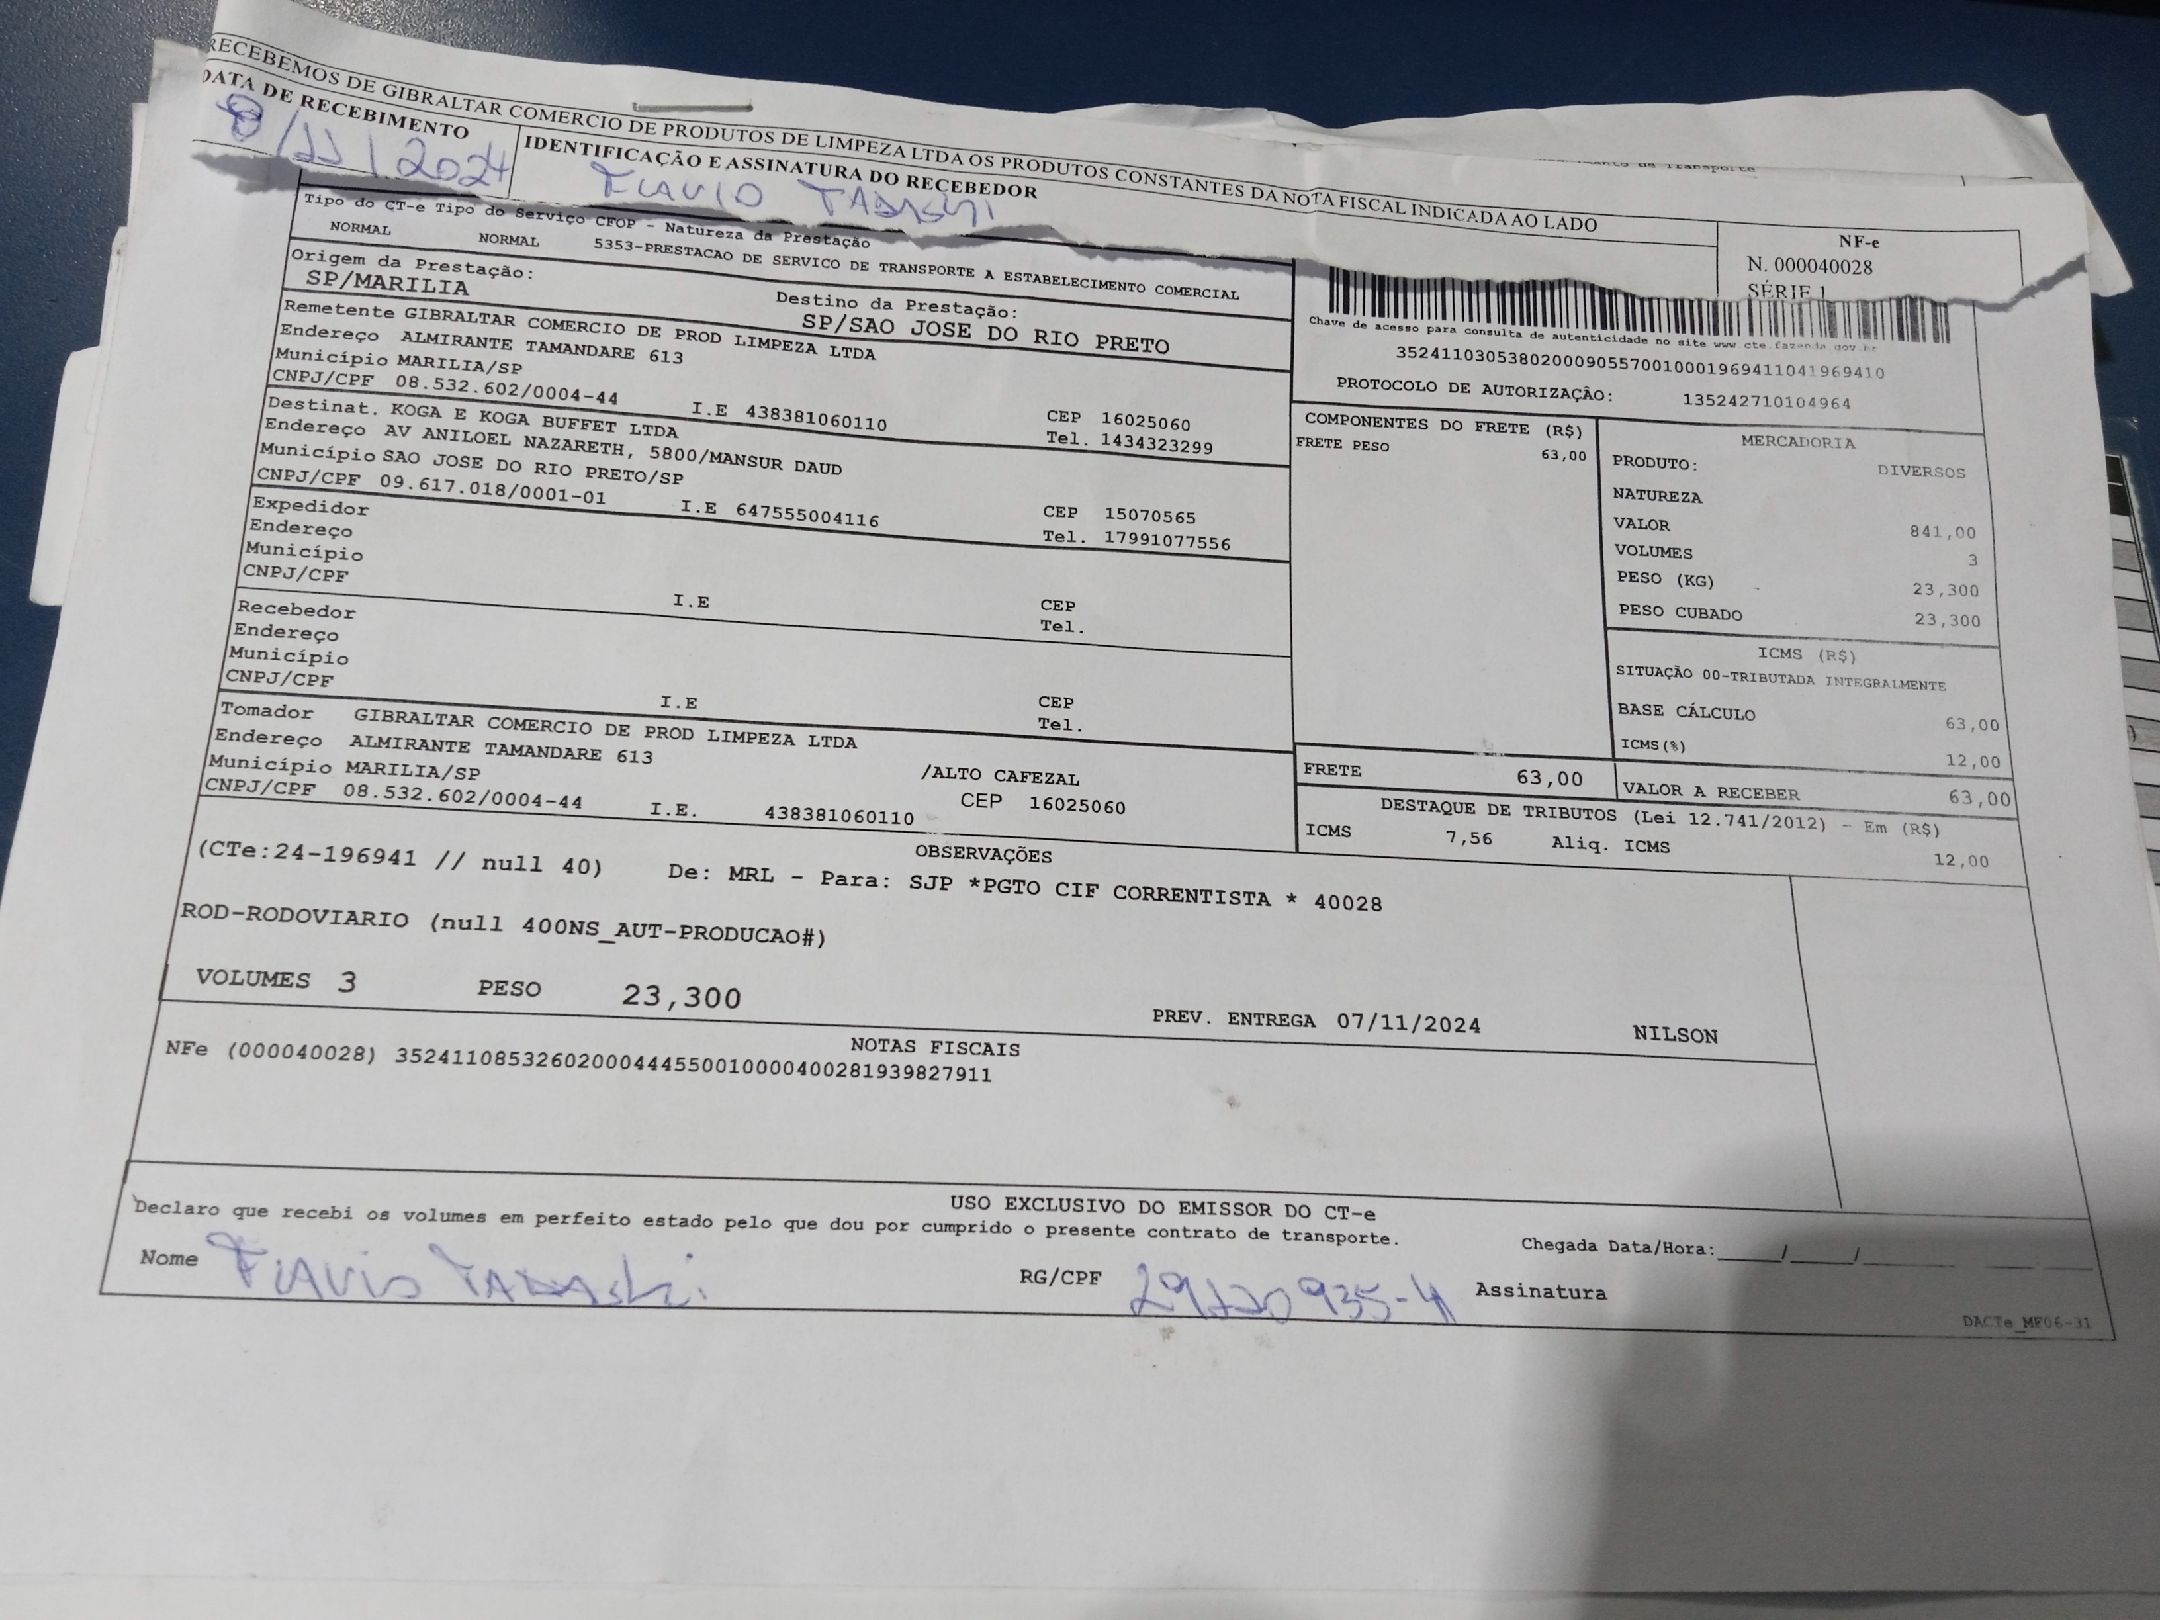 RECEBEMOS DE GIBRALTAR COMERCIO DE PRODUTOS DE LIMPEZA LTDA OS PRODUTOS CONSTANTES DA NOTA FISCAL INDICADA AO LADO
DATA DE RECEBIMENTO
8/11/2024
IDENTIFICAÇÃO E ASSINATURA DO RECEBEDOR
FLAVIO TADASHI
NF-e
N. 000040028
SÉRIE 1
Tipo do CT-e Tipo do Serviço CFOP - Natureza da Prestação
NORMAL NORMAL 5353-PRESTACAO DE SERVICO DE TRANSPORTE A ESTABELECIMENTO COMERCIAL
Origem da Prestação:
SP/MARILIA
Destino da Prestação:
SP/SAO JOSE DO RIO PRETO
Remetente GIBRALTAR COMERCIO DE PROD LIMPEZA LTDA
Endereço ALMIRANTE TAMANDARE 613
Município MARILIA/SP CEP 16025060
CNPJ/CPF 08.532.602/0004-44 I.E 438381060110 Tel. 1434323299
Destinat. KOGA E KOGA BUFFET LTDA
Endereço AV ANILOEL NAZARETH, 5800/MANSUR DAUD
Município SAO JOSE DO RIO PRETO/SP CEP 15070565
CNPJ/CPF 09.617.018/0001-01 I.E 647555004116 Tel. 17991077556
Expedidor
Endereço
Município CEP
CNPJ/CPF I.E Tel.
Recebedor
Endereço
Município CEP
CNPJ/CPF I.E Tel.
Tomador GIBRALTAR COMERCIO DE PROD LIMPEZA LTDA
Endereço ALMIRANTE TAMANDARE 613 /ALTO CAFEZAL
Município MARILIA/SP CEP 16025060
CNPJ/CPF 08.532.602/0004-44 I.E. 438381060110
Chave de acesso para consulta de autenticidade no site www.cte.fazenda.gov.br
35241103053802000905570010001969411041969410
PROTOCOLO DE AUTORIZAÇÃO: 135242710104964
COMPONENTES DO FRETE (R$)
FRETE PESO 63,00
MERCADORIA
PRODUTO: DIVERSOS
NATUREZA
VALOR 841,00
VOLUMES 3
PESO (KG) 23,300
PESO CUBADO 23,300
ICMS (R$)
SITUAÇÃO 00-TRIBUTADA INTEGRALMENTE
BASE CÁLCULO 63,00
ICMS(%) 12,00
FRETE 63,00 VALOR A RECEBER 63,00
DESTAQUE DE TRIBUTOS (Lei 12.741/2012) - Em (R$)
ICMS 7,56 Aliq. ICMS 12,00
OBSERVAÇÕES
(CTe:24-196941 // null 40) De: MRL - Para: SJP *PGTO CIF CORRENTISTA * 40028
ROD-RODOVIARIO (null 400NS_AUT-PRODUCAO#)
VOLUMES 3 PESO 23,300 PREV. ENTREGA 07/11/2024 NILSON
NOTAS FISCAIS
NFe (000040028) 35241108532602000444550010000400281939827911
USO EXCLUSIVO DO EMISSOR DO CT-e
Declaro que recebi os volumes em perfeito estado pelo que dou por cumprido o presente contrato de transporte.
Chegada Data/Hora:____/____/
Nome FLAVIO TADASHI RG/CPF 29120935-4 Assinatura
DACTe_MF06-31